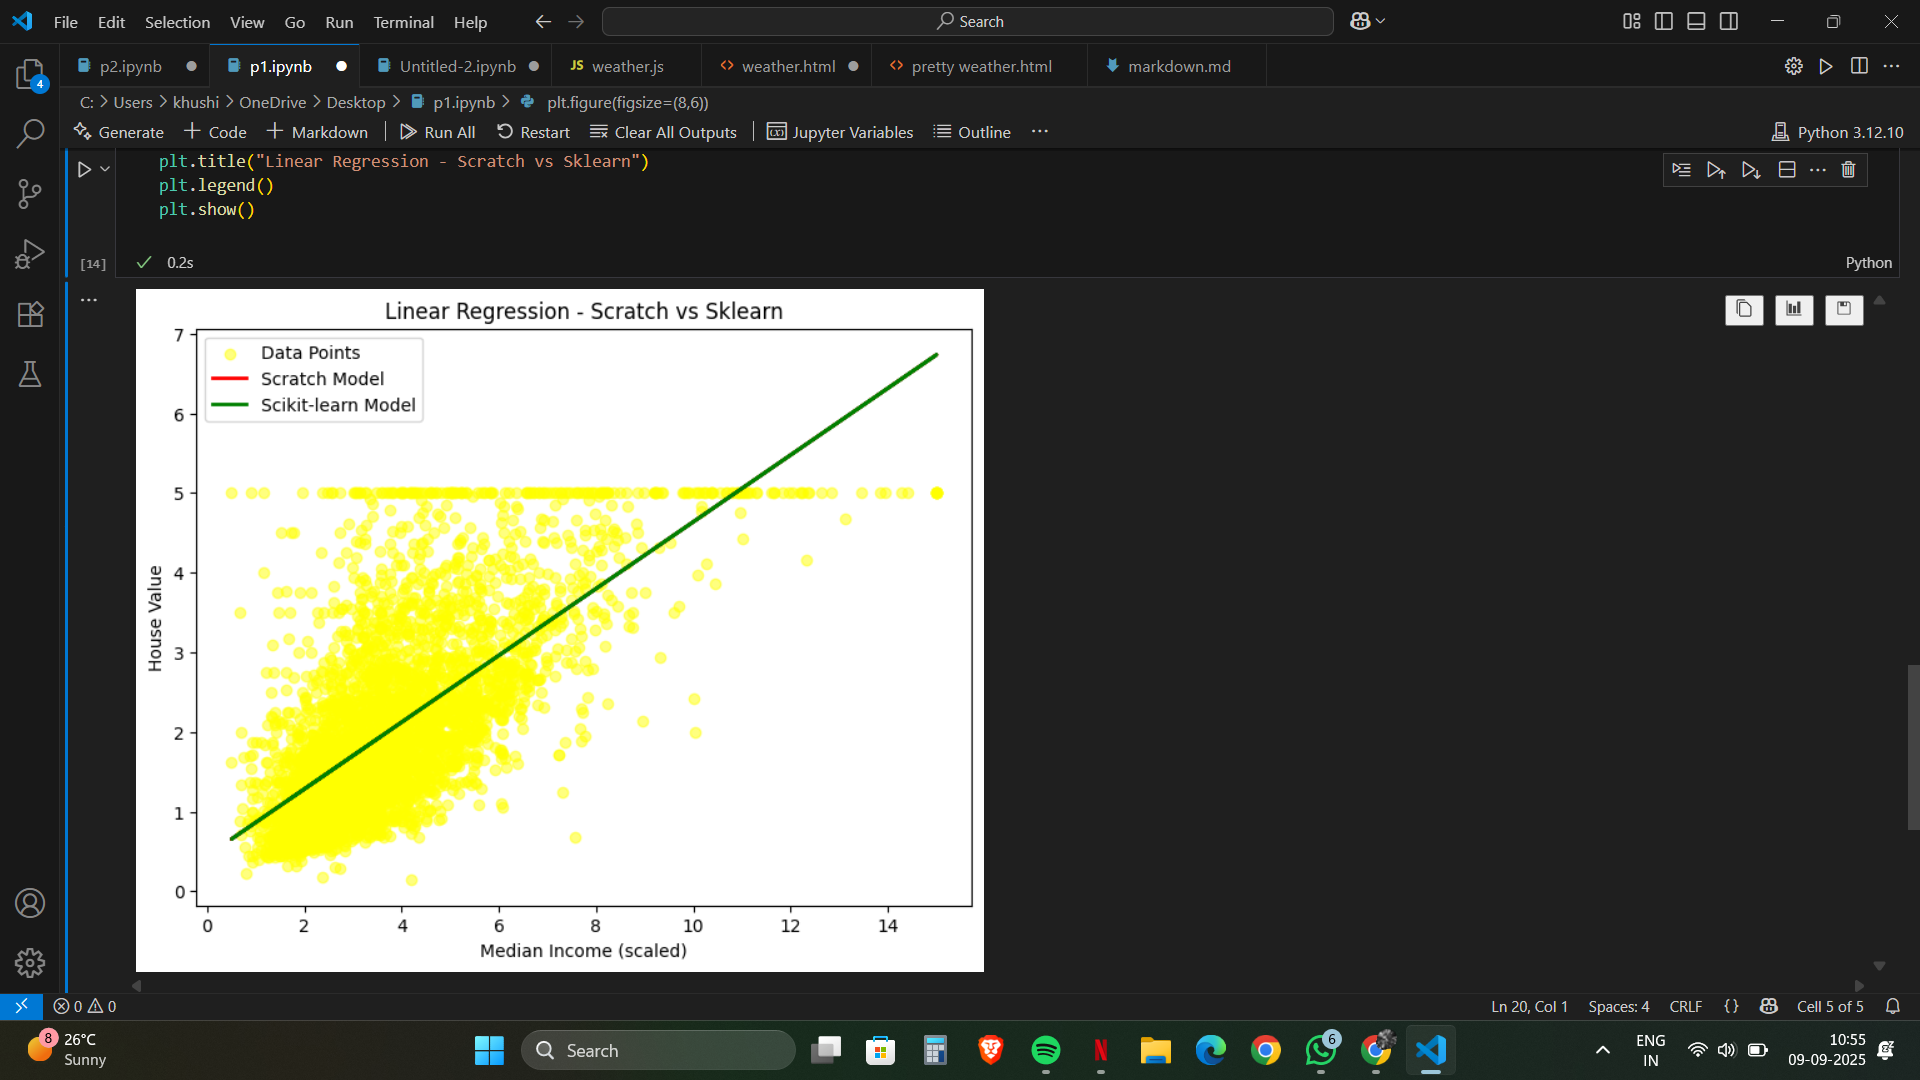 File Edit Selection View Go Run Terminal Help
Search
p2.ipynb p1.ipynb Untitled-2.ipynb JS weather.js weather.html pretty weather.html markdown.md
4
C: > Users > khushi > OneDrive > Desktop > p1.ipynb > plt.figure(figsize=(8,6))
Generate + Code + Markdown Run All Restart Clear All Outputs Jupyter Variables Outline ... Python 3.12.10
plt.title("Linear Regression - Scratch vs Sklearn")
plt.legend()
plt.show()
[14] 0.2s Python
Linear Regression - Scratch vs Sklearn
Data Points
Scratch Model
Scikit-learn Model
7
6
5
4
3
2
1
0
House Value
0 2 4 6 8 10 12 14
Median Income (scaled)
0 0 Ln 20, Col 1 Spaces: 4 CRLF {} Cell 5 of 5
8 26°C
Sunny
Search
6
ENG
IN
10:55
09-09-2025